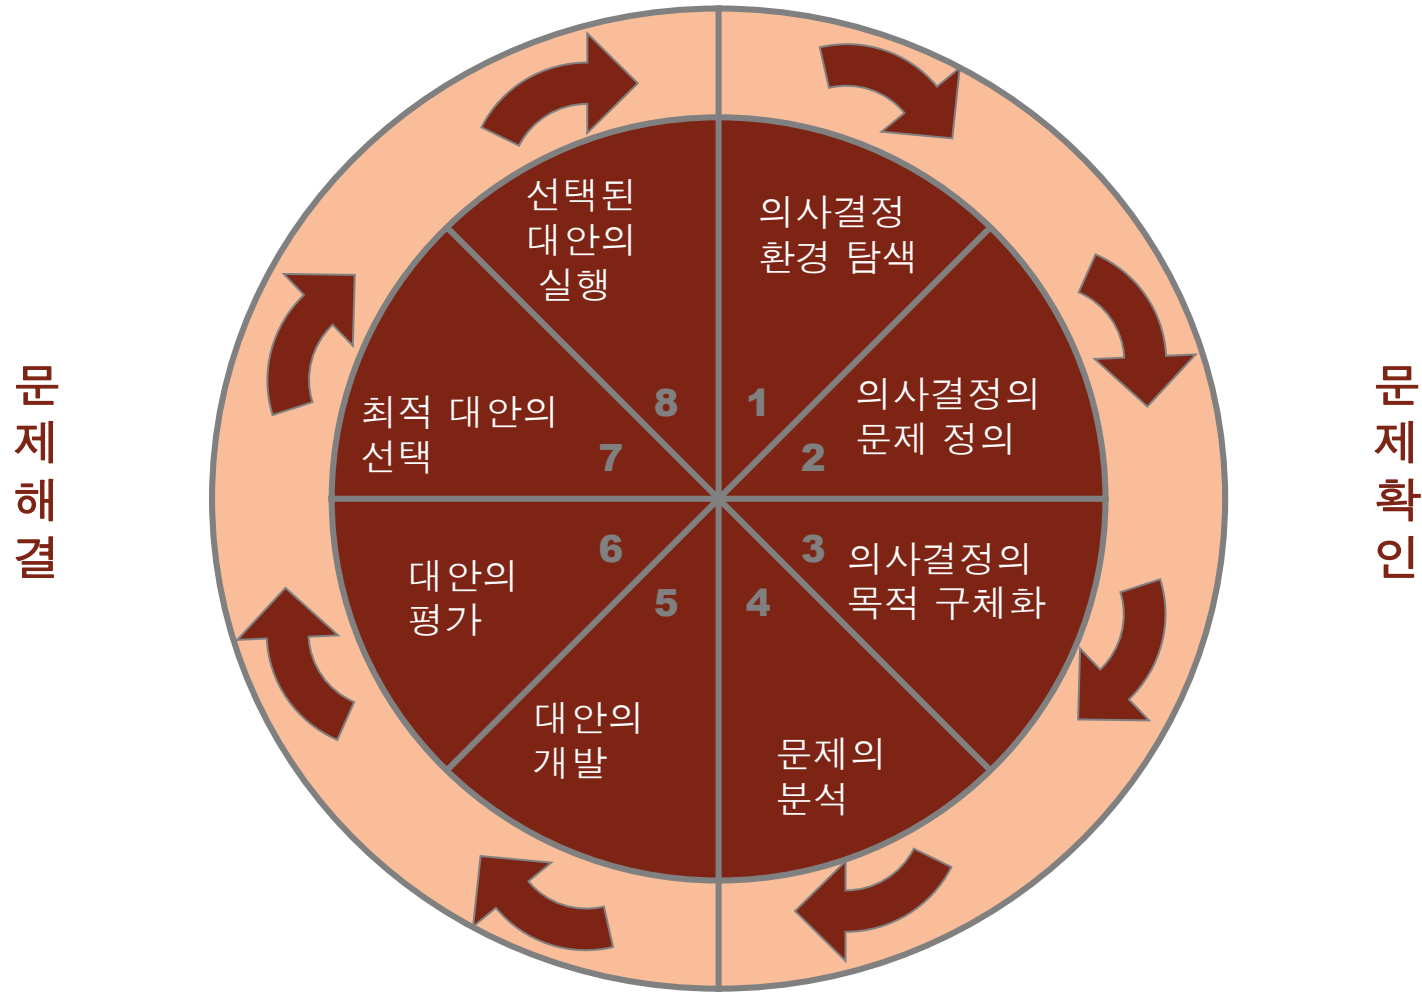 문
제
해
결
문
제
확
인
의사결정
환경 탐색
1
의사결정의
문제 정의
2
의사결정의
목적 구체화
3
문제의
분석
4
대안의
개발
5
대안의
평가
6
최적 대안의
선택
7
선택된
대안의
실행
8